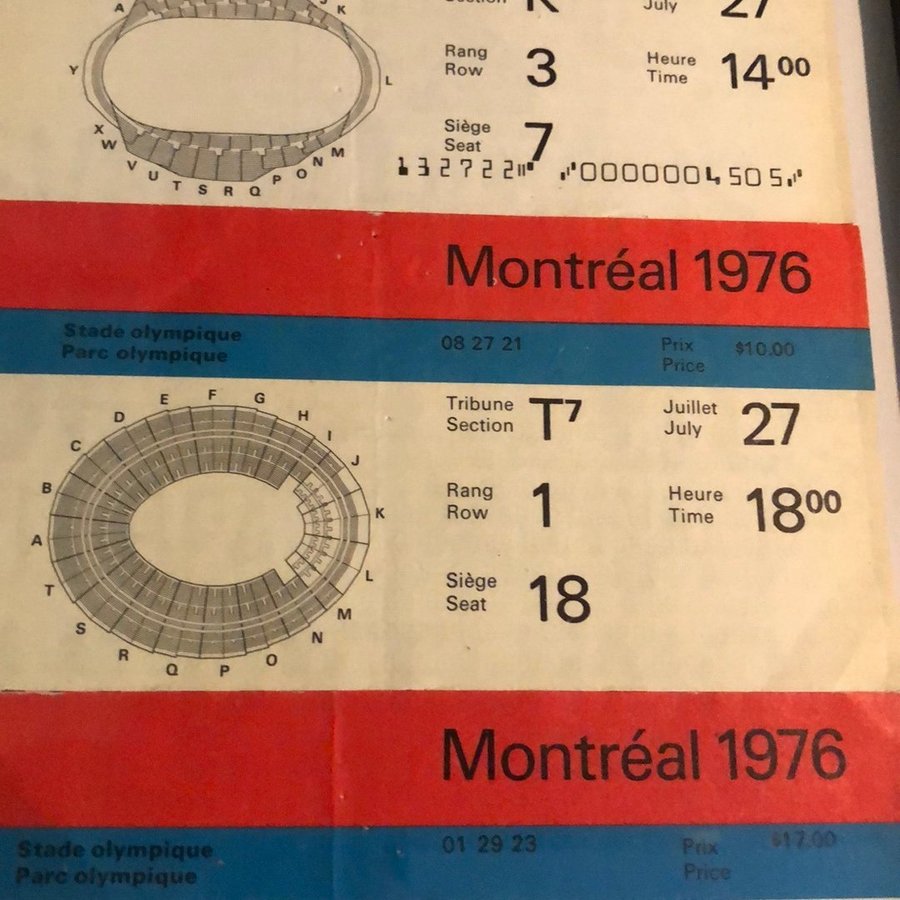 A K
Section K July 27
Y L
Rang Row 3 Heure Time 14⁰⁰
X W V U T S R Q P O N M
Siège Seat 7
132722 0000004505
Montréal 1976
Stade olympique 08 27 21 Prix $10.00
Parc olympique Price
A B C D E F G H I J K L M N O P Q R S T
Tribune Juillet
Section T⁷ July 27
Rang Heure
Row 1 Time 18⁰⁰
Siège
Seat 18
Montréal 1976
Stade olympique 01 29 23 Prix $17.00
Parc olympique Price